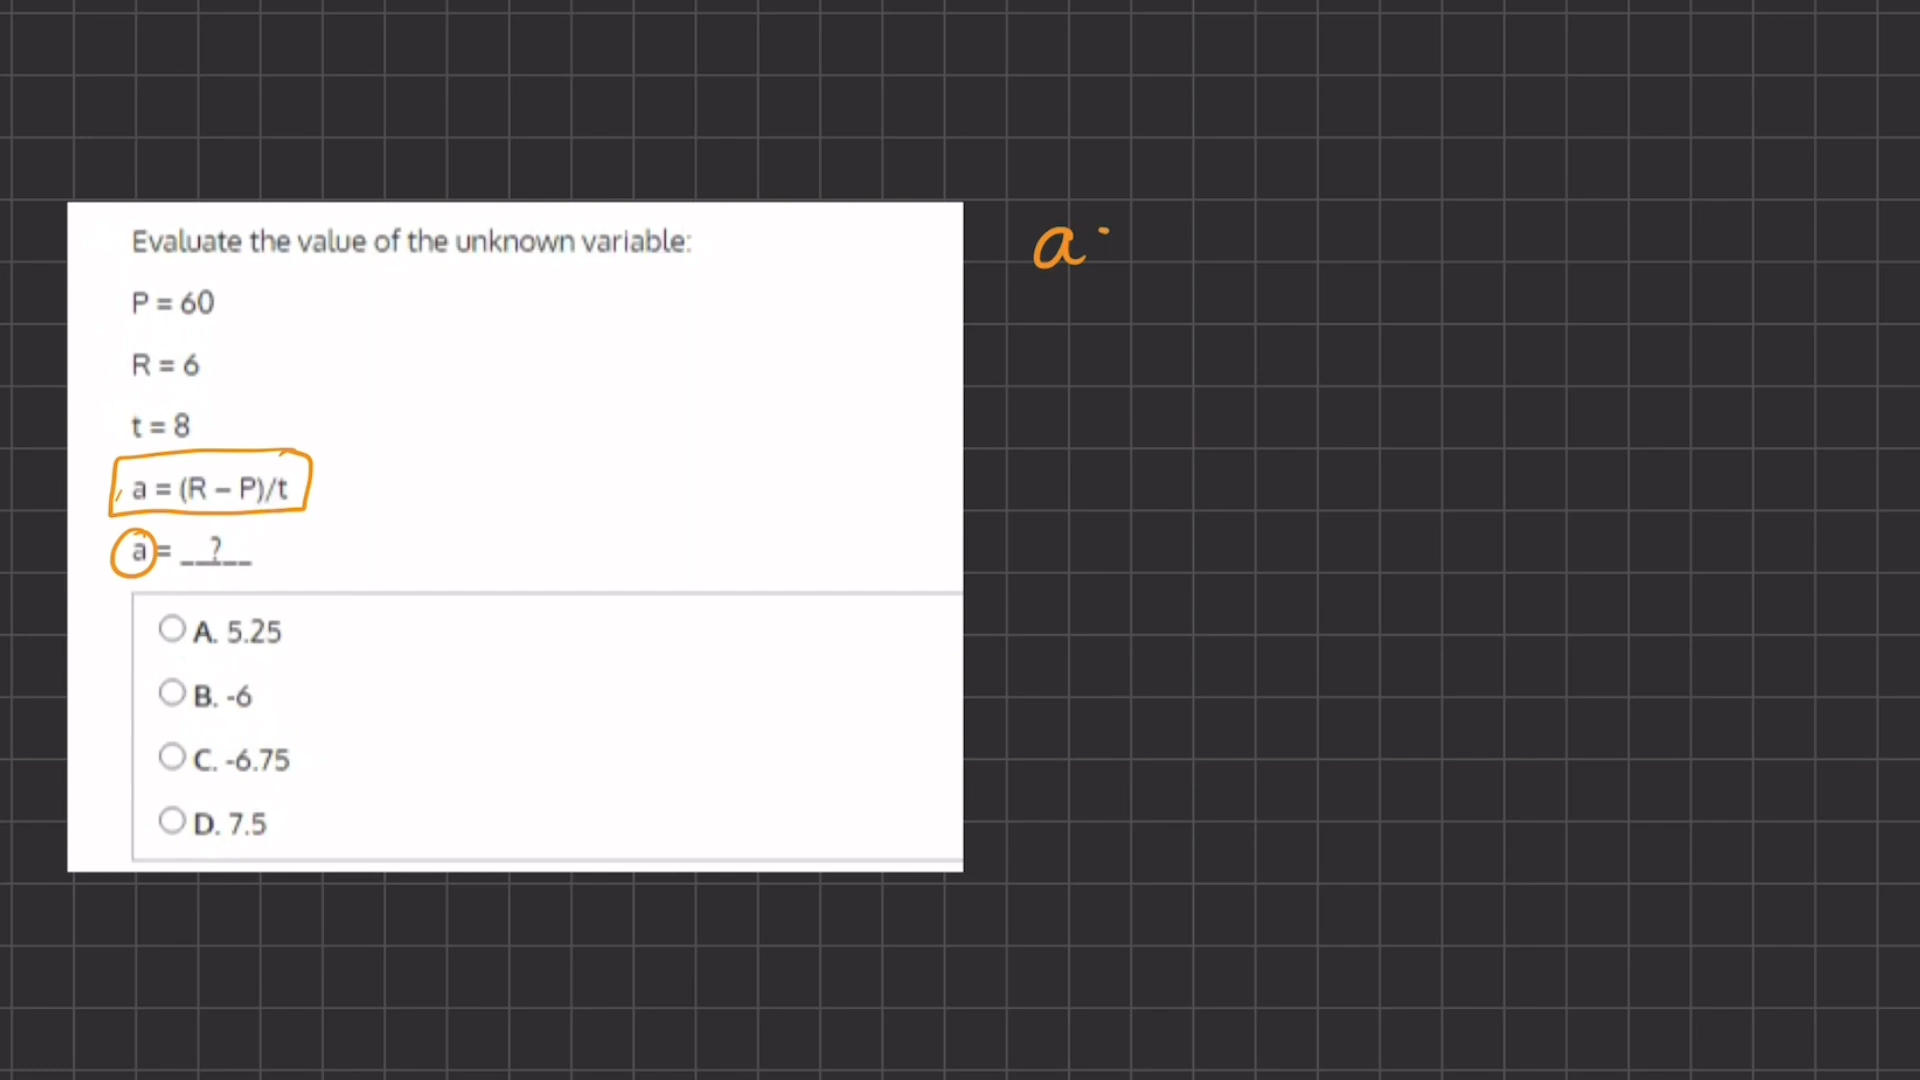 Evaluate the value of the unknown variable:
P = 60
R = 6
t = 8
a = (R – P)/t
a = __?__
A. 5.25
B. -6
C. -6.75
D. 7.5
a